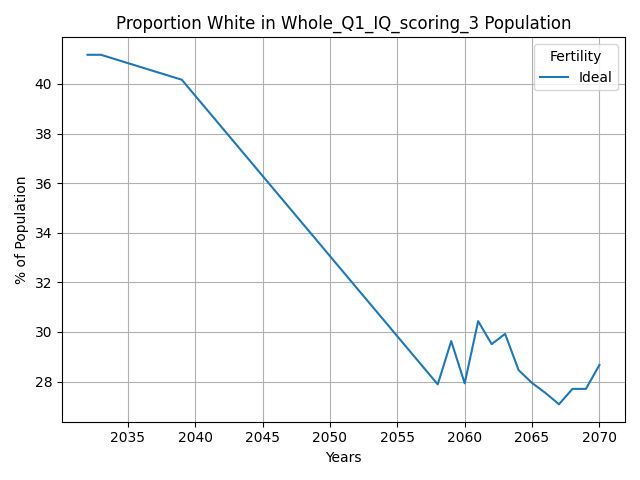 Proportion White in Whole_Q1_IQ_scoring_3 Population
Fertility
Ideal
% of Population
40
38
36
34
32
30
28
2035 2040 2045 2050 2055 2060 2065 2070
Years